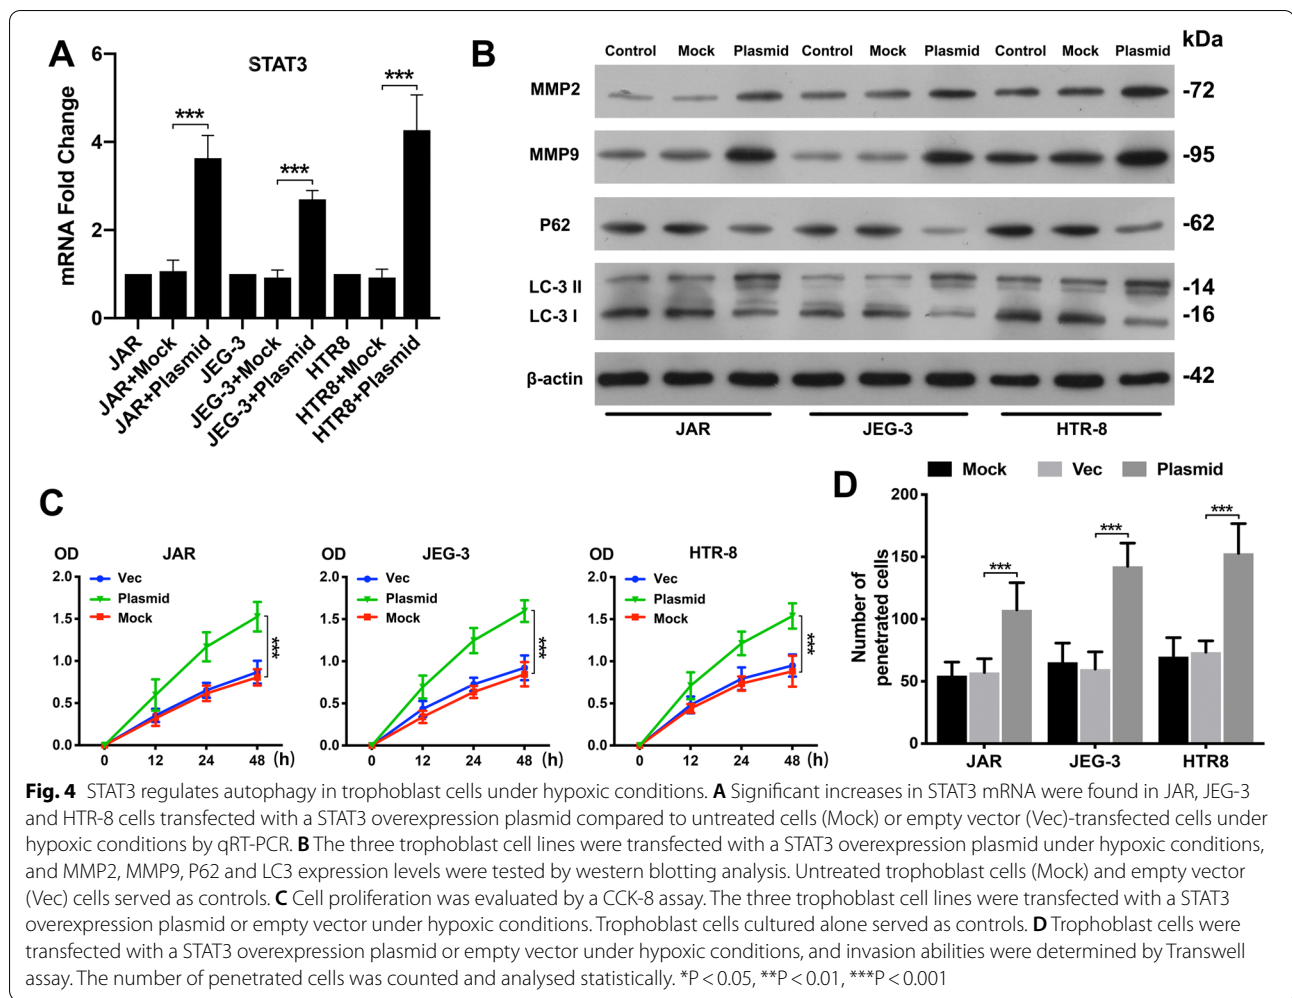 A
STAT3
mRNA Fold Change
6
4
2
0
***
***
***
JAR
JAR+Mock
JAR+Plasmid
JEG-3
JEG-3+Mock
JEG-3+Plasmid
HTR8
HTR8+Mock
HTR8+Plasmid
B
Control Mock Plasmid Control Mock Plasmid Control Mock Plasmid kDa
MMP2 -72
MMP9 -95
P62 -62
LC-3 II -14
LC-3 I -16
β-actin -42
JAR JEG-3 HTR-8
C
OD JAR
2.0
1.5
1.0
0.5
0.0
Vec
Plasmid
Mock
***
0 12 24 48 (h)
OD JEG-3
2.0
1.5
1.0
0.5
0.0
Vec
Plasmid
Mock
***
0 12 24 48 (h)
OD HTR-8
2.0
1.5
1.0
0.5
0.0
Vec
Plasmid
Mock
***
0 12 24 48 (h)
D
Mock Vec Plasmid
Number of
penetrated cells
200
150
100
50
0
***
***
***
JAR JEG-3 HTR8
Fig. 4 STAT3 regulates autophagy in trophoblast cells under hypoxic conditions. A Significant increases in STAT3 mRNA were found in JAR, JEG-3
and HTR-8 cells transfected with a STAT3 overexpression plasmid compared to untreated cells (Mock) or empty vector (Vec)-transfected cells under
hypoxic conditions by qRT-PCR. B The three trophoblast cell lines were transfected with a STAT3 overexpression plasmid under hypoxic conditions,
and MMP2, MMP9, P62 and LC3 expression levels were tested by western blotting analysis. Untreated trophoblast cells (Mock) and empty vector
(Vec) cells served as controls. C Cell proliferation was evaluated by a CCK-8 assay. The three trophoblast cell lines were transfected with a STAT3
overexpression plasmid or empty vector under hypoxic conditions. Trophoblast cells cultured alone served as controls. D Trophoblast cells were
transfected with a STAT3 overexpression plasmid or empty vector under hypoxic conditions, and invasion abilities were determined by Transwell
assay. The number of penetrated cells was counted and analysed statistically. *P < 0.05, **P < 0.01, ***P < 0.001